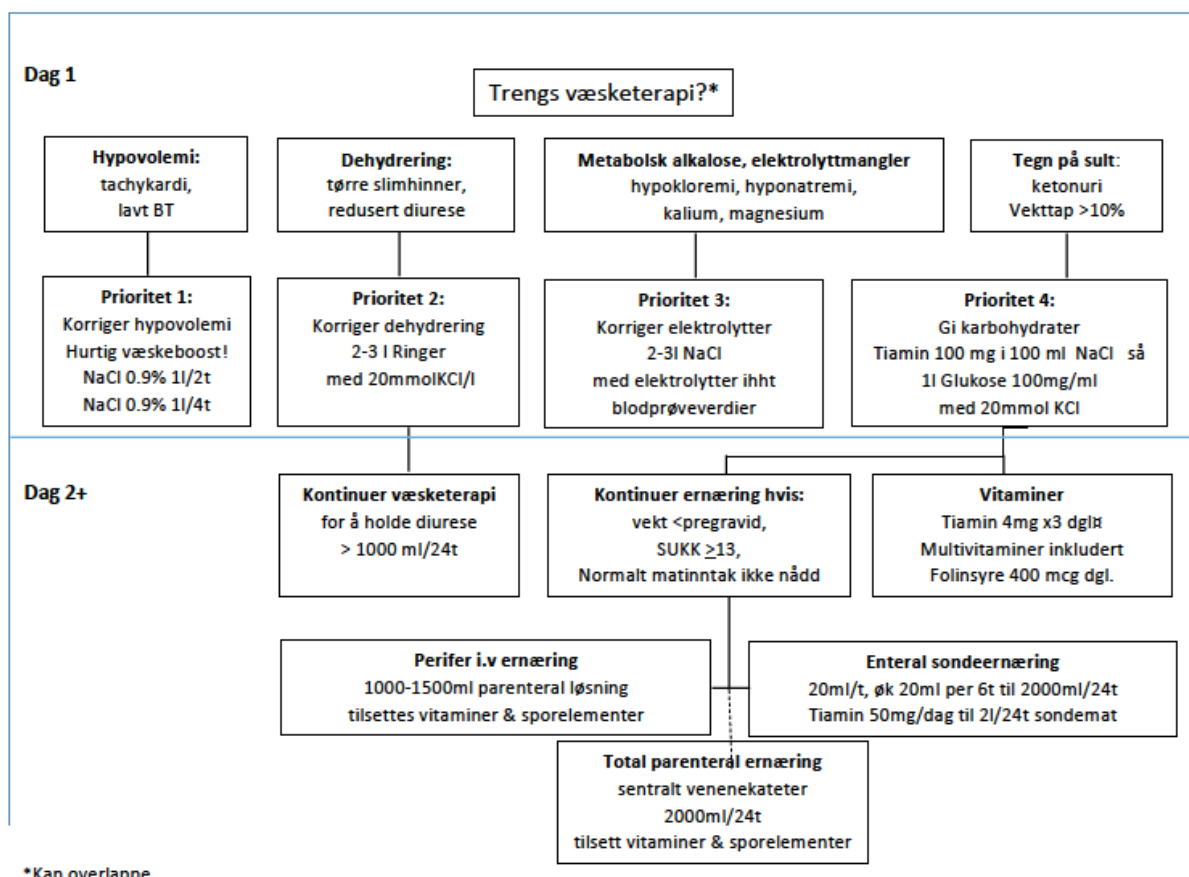 Dag 1
Trengs væsketerapi?*
Hypovolemi:
tachykardi,
lavt BT
Dehydrering:
tørre slimhinner,
redusert diurese
Metabolsk alkalose, elektrolyttmangler
hypokloremi, hyponatremi,
kalium, magnesium
Tegn på sult:
ketonuri
Vekttap >10%
Prioritet 1:
Korriger hypovolemi
Hurtig væskeboost!
NaCl 0.9% 1l/2t
NaCl 0.9% 1l/4t
Prioritet 2:
Korriger dehydrering
2-3 l Ringer
med 20mmolKCl/l
Prioritet 3:
Korriger elektrolytter
2-3l NaCl
med elektrolytter ihht
blodprøveverdier
Prioritet 4:
Gi karbohydrater
Tiamin 100 mg i 100 ml NaCl så
1l Glukose 100mg/ml
med 20mmol KCl
Dag 2+
Kontinuer væsketerapi
for å holde diurese
> 1000 ml/24t
Kontinuer ernæring hvis:
vekt <pregravid,
SUKK ≥13,
Normalt matinntak ikke nådd
Vitaminer
Tiamin 4mg x3 dgl¤
Multivitaminer inkludert
Folinsyre 400 mcg dgl.
Perifer i.v ernæring
1000-1500ml parenteral løsning
tilsettes vitaminer & sporelementer
Enteral sondeernæring
20ml/t, øk 20ml per 6t til 2000ml/24t
Tiamin 50mg/dag til 2l/24t sondemat
Total parenteral ernæring
sentralt venenekateter
2000ml/24t
tilsett vitaminer & sporelementer
*Kan overlappe